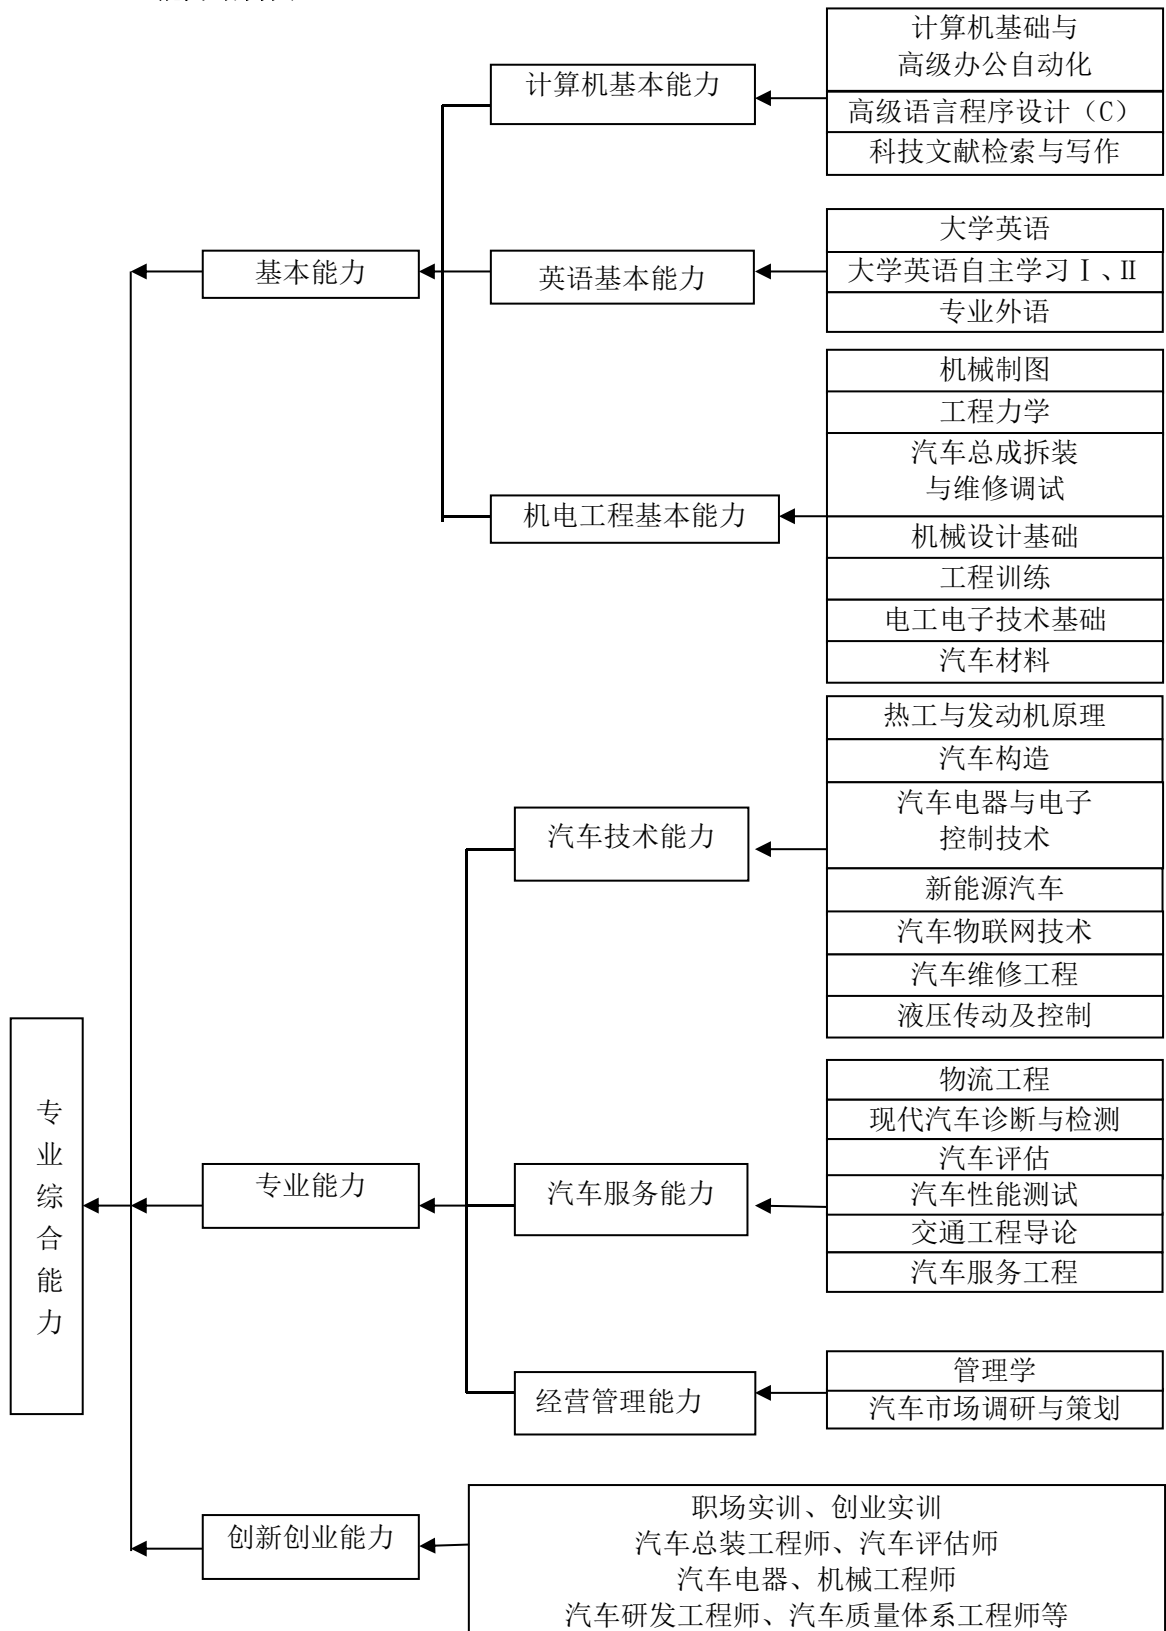 计算机基础与
高级办公自动化
计算机基本能力
高级语言程序设计（C）
科技文献检索与写作
大学英语
基本能力
英语基本能力
大学英语自主学习Ⅰ、Ⅱ
专业外语
机械制图
工程力学
汽车总成拆装
与维修调试
机电工程基本能力
机械设计基础
工程训练
电工电子技术基础
汽车材料
热工与发动机原理
汽车构造
汽车电器与电子
控制技术
汽车技术能力
新能源汽车
汽车物联网技术
汽车维修工程
液压传动及控制
专业综合能力
物流工程
现代汽车诊断与检测
汽车评估
专业能力
汽车服务能力
汽车性能测试
交通工程导论
汽车服务工程
管理学
经营管理能力
汽车市场调研与策划
职场实训、创业实训
创新创业能力
汽车总装工程师、汽车评估师
汽车电器、机械工程师
汽车研发工程师、汽车质量体系工程师等